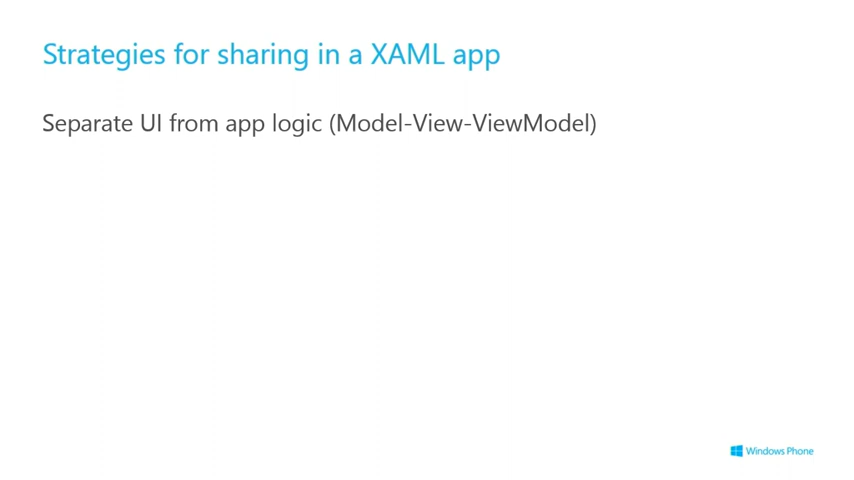 Strategies for sharing in a XAML app
Separate UI from app logic (Model-View-ViewModel)
Windows Phone